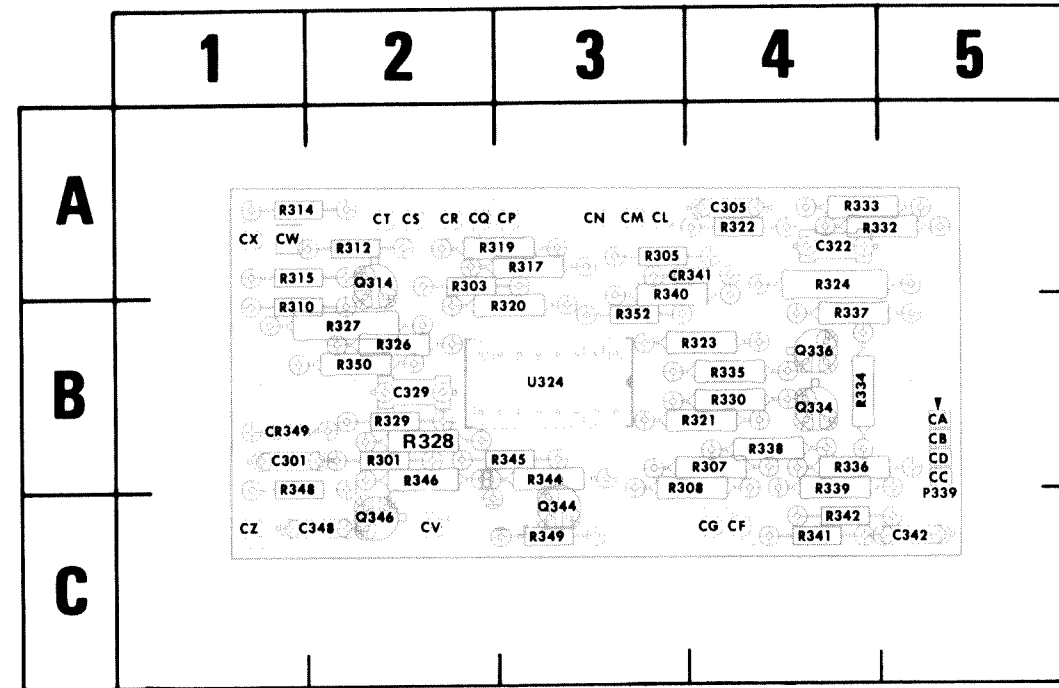 1 2 3 4 5
A
R314 C305 R333
CT CS CR CQ CP CN CM CL R322 R332
CX CW R312 R319 R305 C322
R317 CR341
R315 Q314 R303 R340 R324
R310 R320 R352 R337
B
R327
R326 R323 Q336
R350 U324 R335 R334
C329 R330 Q334
R329 R321 CA
CR349 R328 R338 CB
C301 R301 R345 R307 R336 CD
R346 R344 CC
R348 R308 R339 P339
C
Q346 Q344 R342
CZ C348 CV R349 CG CF R341 C342